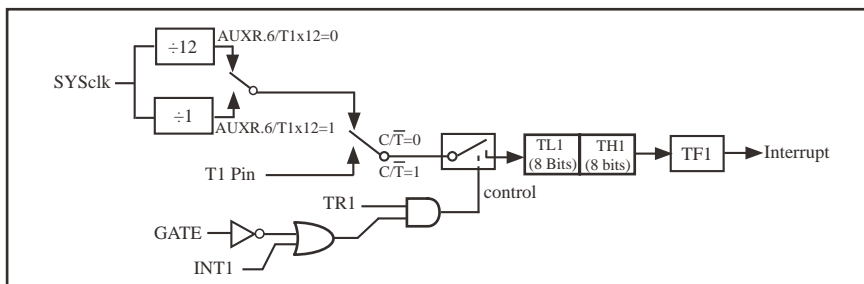 ÷12
AUXR.6/T1x12=0
SYSclk
÷1
AUXR.6/T1x12=1
C/T̅=0
C/T̅=1
T1 Pin
TL1
(8 Bits)
TH1
(8 bits)
TF1
Interrupt
control
TR1
GATE
INT1